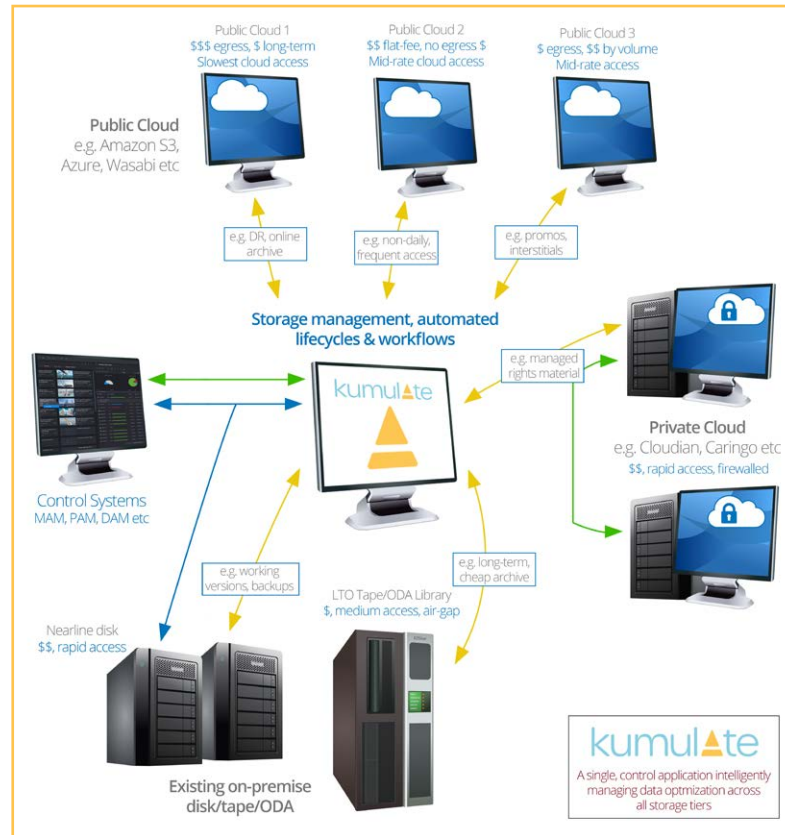 Public Cloud 1
$$$ egress, $ long-term
Slowest cloud access
Public Cloud 2
$$ flat-fee, no egress $
Mid-rate cloud access
Public Cloud 3
$ egress, $$ by volume
Mid-rate access
Public Cloud
e.g. Amazon S3,
Azure, Wasabi etc
e.g. DR, online
archive
e.g. non-daily,
frequent access
e.g. promos,
interstitials
Storage management, automated
lifecycles & workflows
kumulate
e.g. managed
rights material
Private Cloud
e.g. Cloudian, Caringo etc
$$, rapid access, firewalled
Control Systems
MAM, PAM, DAM etc
e.g. working
versions, backups
e.g. long-term,
cheap archive
Nearline disk
$$, rapid access
LTO Tape/ODA Library
$, medium access, air-gap
Existing on-premise
disk/tape/ODA
kumulate
A single, control application intelligently
managing data optmization across
all storage tiers